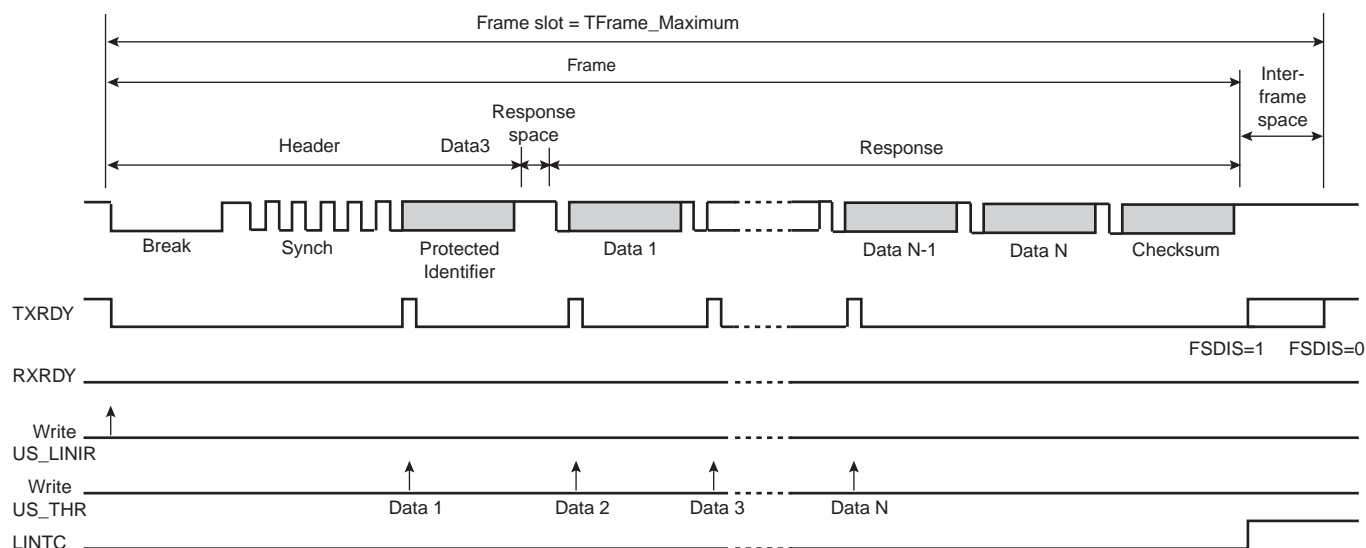 Frame slot = TFrame_Maximum
Frame
Inter-
frame
space
Response
space
Header
Data3
Response
Break
Synch
Protected
Identifier
Data 1
Data N-1
Data N
Checksum
TXRDY
FSDIS=1
FSDIS=0
RXRDY
Write
US_LINIR
Write
US_THR
Data 1
Data 2
Data 3
Data N
LINTC